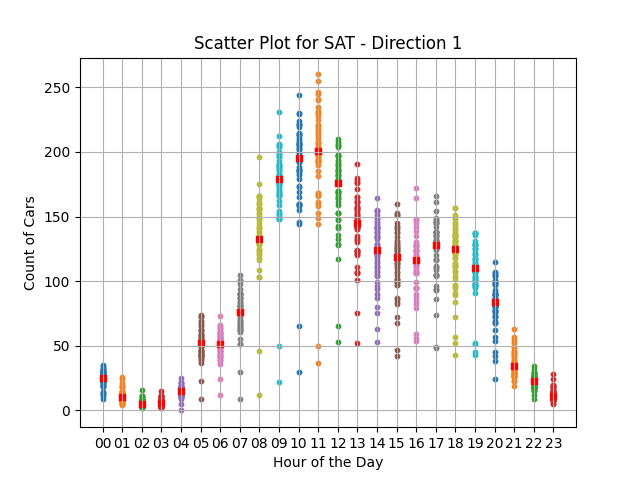 Scatter Plot for SAT - Direction 1
Count of Cars
250
200
150
100
50
0
00 01 02 03 04 05 06 07 08 09 10 11 12 13 14 15 16 17 18 19 20 21 22 23
Hour of the Day